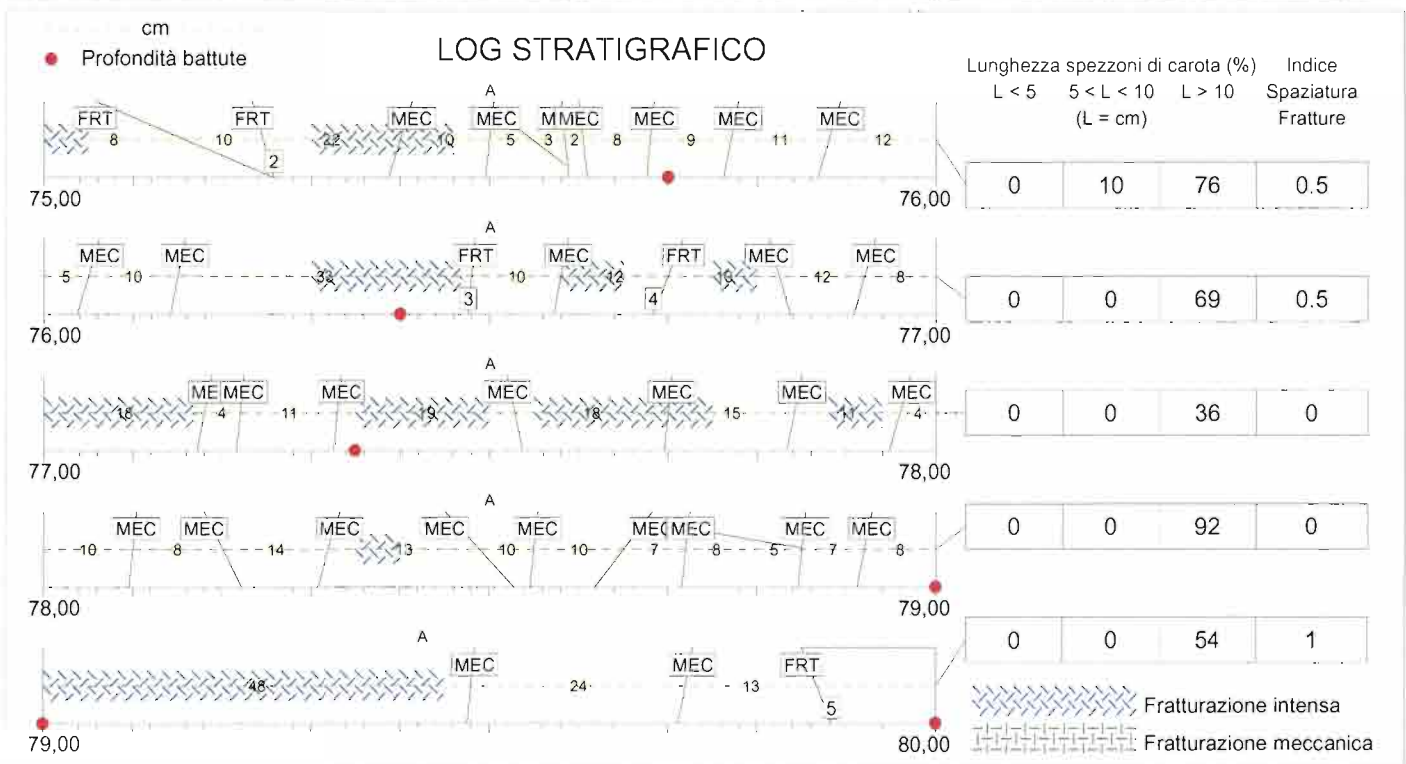 cm
Profondità battute
LOG STRATIGRAFICO
Lunghezza spezzoni di carota (%) Indice
L < 5 5 < L < 10 L > 10 Spaziatura
(L = cm) Fratture
A
FRT FRT MEC MEC MEC MEC MEC MEC
8 10 22 10 5 3 2 8 9 11 12
2
75,00 76,00
0 10 76 0.5
A
MEC MEC FRT MEC FRT MEC MEC
5 10 33 10 12 10 12 8
3 4
76,00 77,00
0 0 69 0.5
A
ME MEC MEC MEC MEC MEC MEC
18 4 11 19 18 15 11 4
77,00 78,00
0 0 36 0
A
MEC MEC MEC MEC MEC MEC MEC MEC MEC
10 8 14 13 10 10 7 8 5 7 8
78,00 79,00
0 0 92 0
A
MEC MEC FRT
48 24 13
5
79,00 80,00
0 0 54 1
Fratturazione intensa
Fratturazione meccanica